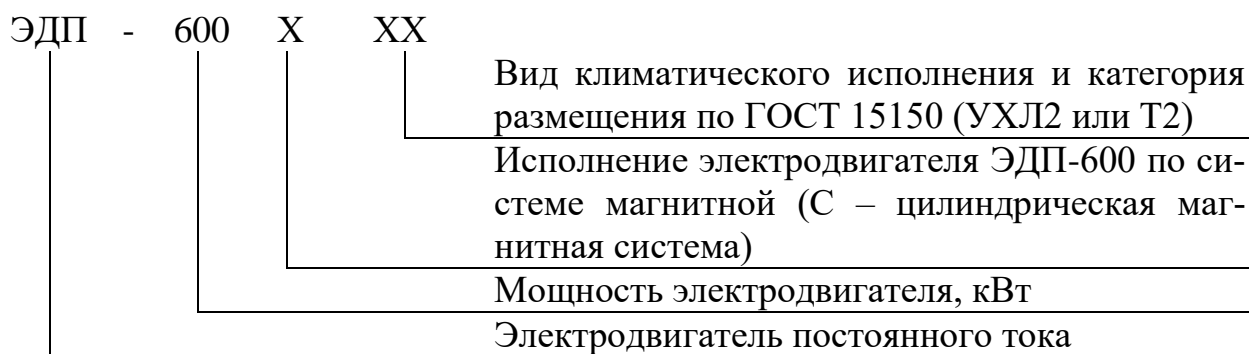 ЭДП - 600 Х ХХ
Вид климатического исполнения и категория
размещения по ГОСТ 15150 (УХЛ2 или Т2)
Исполнение электродвигателя ЭДП-600 по си-
стеме магнитной (С – цилиндрическая маг-
нитная система)
Мощность электродвигателя, кВт
Электродвигатель постоянного тока